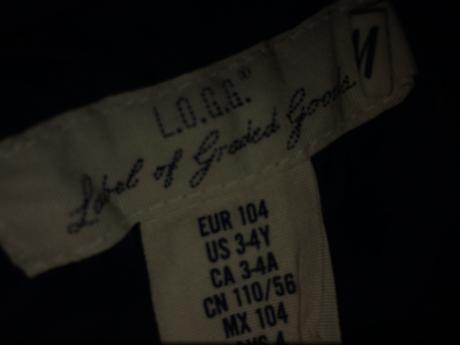 L.O.G.G.®
Label of Graded Goods
EUR 104
US 3-4Y
CA 3-4A
CN 110/56
MX 104